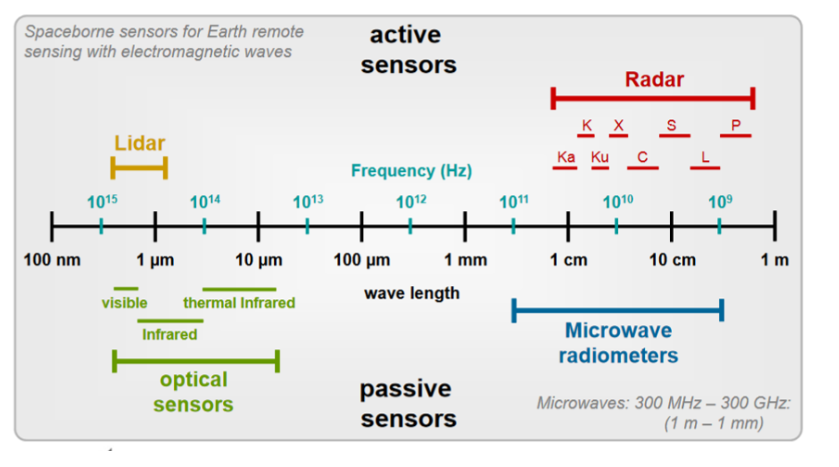 Spaceborne sensors for Earth remote
sensing with electromagnetic waves
active
sensors
Radar
K X S P
Lidar
Ka Ku C L
Frequency (Hz)
10¹⁵ 10¹⁴ 10¹³ 10¹² 10¹¹ 10¹⁰ 10⁹
100 nm 1 µm 10 µm 100 µm 1 mm 1 cm 10 cm 1 m
wave length
visible thermal Infrared
Infrared
Microwave
radiometers
optical
sensors
passive
sensors
Microwaves: 300 MHz – 300 GHz:
(1 m – 1 mm)